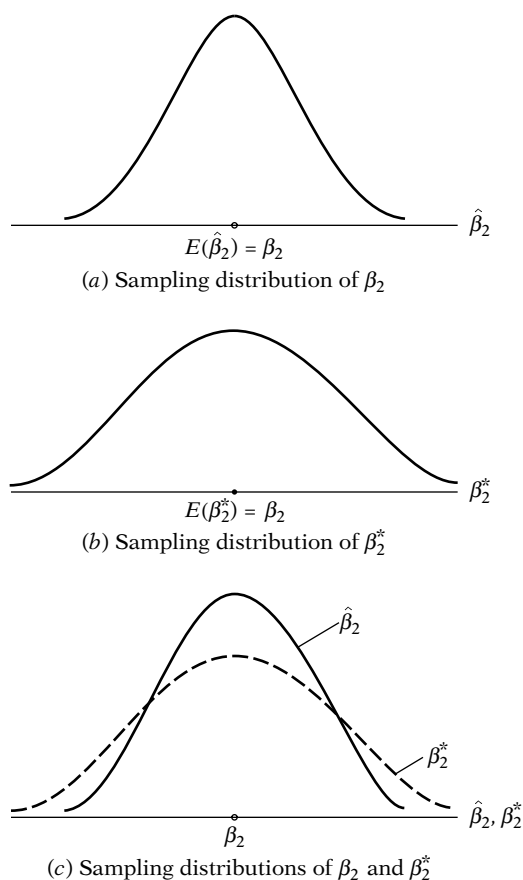 β̂₂
E(β̂₂) = β₂
(a) Sampling distribution of β₂
β₂*
E(β₂*) = β₂
(b) Sampling distribution of β₂*
β̂₂
β₂*
β̂₂, β₂*
β₂
(c) Sampling distributions of β₂ and β₂*